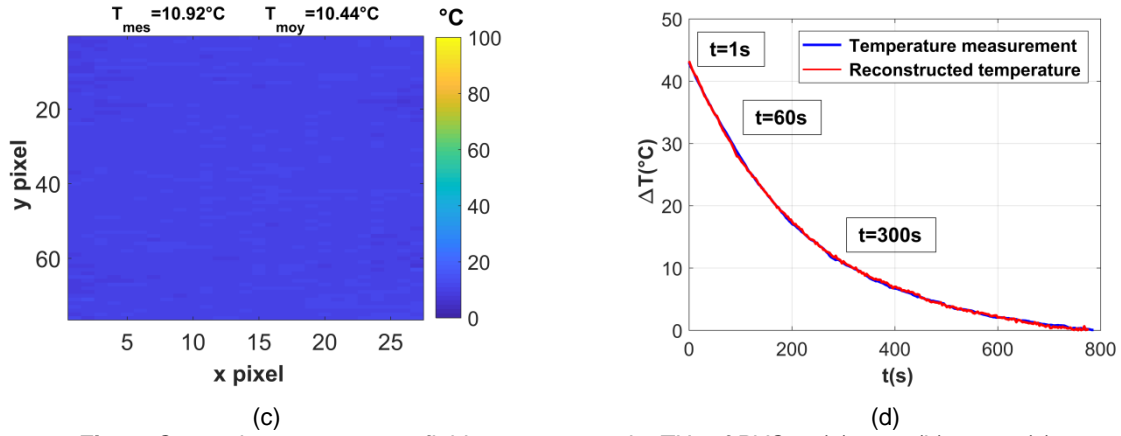 T_mes=10.92°C T_moy=10.44°C
°C
100
80
60
40
20
0
20
40
60
y pixel
5 10 15 20 25
x pixel
(c)
50
40
30
20
10
0
ΔT(°C)
t=1s
t=60s
t=300s
Temperature measurement
Reconstructed temperature
0 200 400 600 800
t(s)
(d)